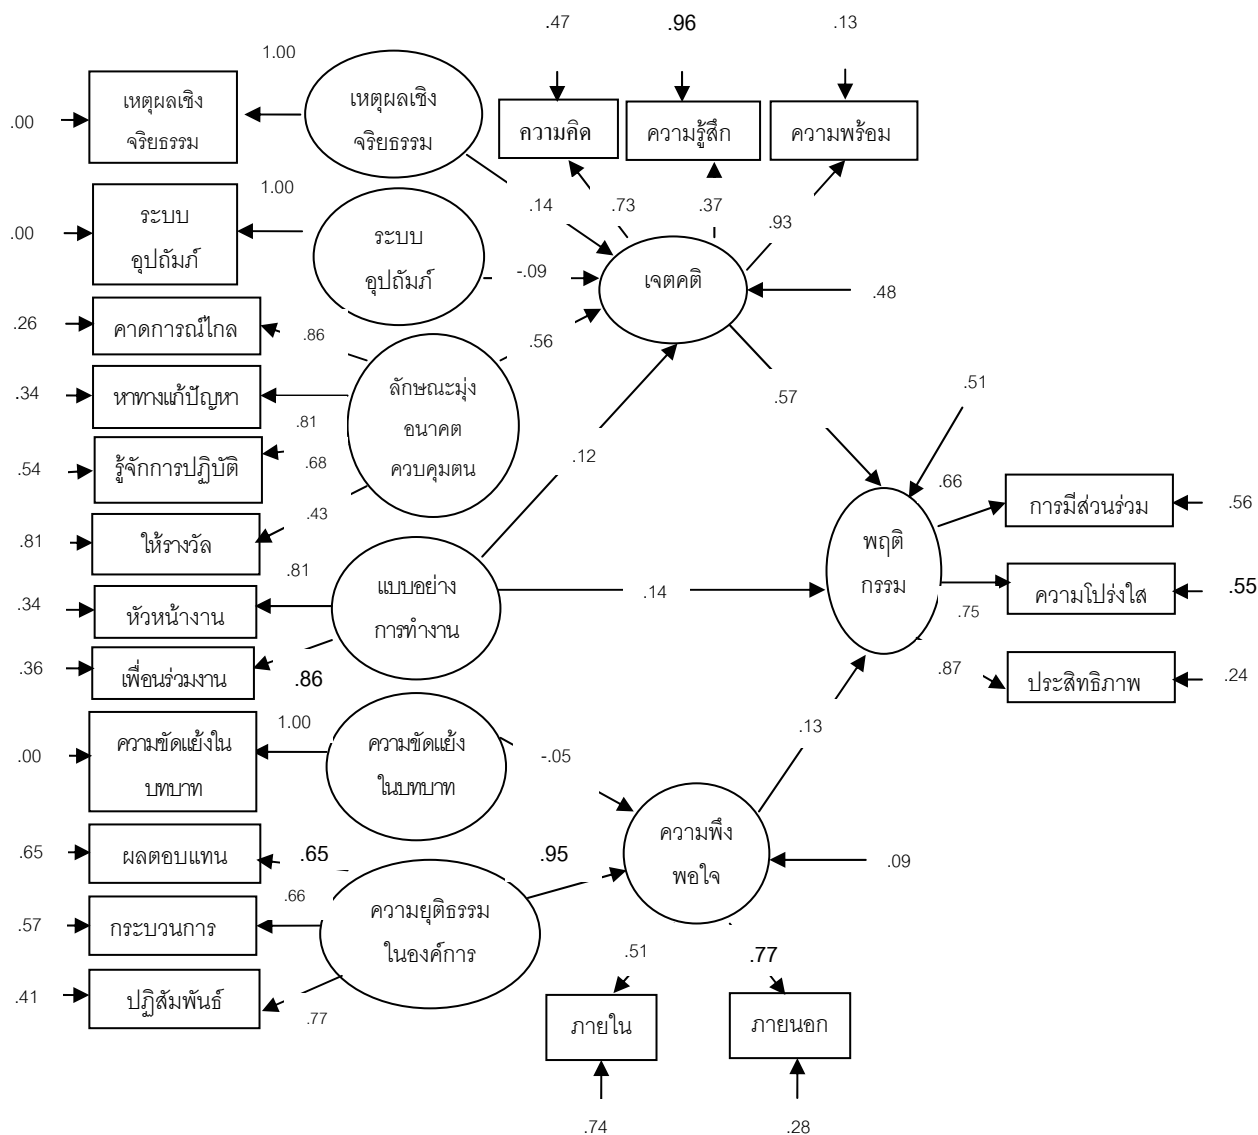 .47
.96
.13
1.00
เหตุผลเชิง
จริยธรรม
.00
เหตุผลเชิง
จริยธรรม
ความคิด
ความรู้สึก
ความพร้อม
1.00
ระบบ
อุปถัมภ์
.00
ระบบ
อุปถัมภ์
.14
.73
.37
.93
-.09
เจตคติ
.48
.26
คาดการณ์ไกล
.86
.56
.34
หาทางแก้ปัญหา
ลักษณะมุ่ง
อนาคต
ควบคุมตน
.81
.57
.51
.54
รู้จักการปฏิบัติ
.68
.12
.66
การมีส่วนร่วม
.56
.81
ให้รางวัล
.43
พฤติ
กรรม
.81
แบบอย่าง
การทำงาน
.14
.34
หัวหน้างาน
.75
ความโปร่งใส
.55
.36
เพื่อนร่วมงาน
.86
.87
ประสิทธิภาพ
.24
.00
ความขัดแย้งใน
บทบาท
1.00
ความขัดแย้ง
ในบทบาท
-.05
.13
.65
ผลตอบแทน
.65
.95
ความพึง
พอใจ
.09
.66
.57
กระบวนการ
ความยุติธรรม
ในองค์การ
.51
.77
.41
ปฏิสัมพันธ์
.77
ภายใน
ภายนอก
.74
.28